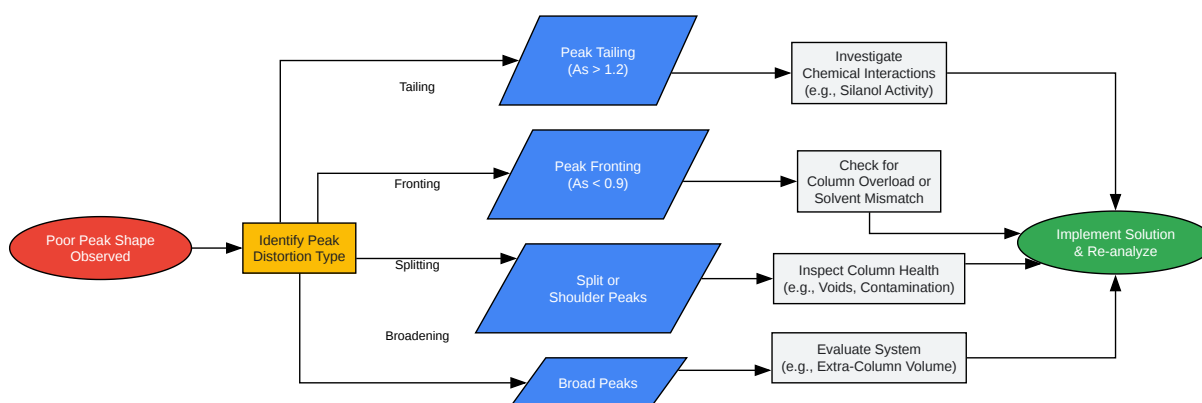 Poor Peak Shape
Observed
Identify Peak
Distortion Type
Tailing
Peak Tailing
(As > 1.2)
Investigate
Chemical Interactions
(e.g., Silanol Activity)
Fronting
Peak Fronting
(As < 0.9)
Check for
Column Overload or
Solvent Mismatch
Splitting
Split or
Shoulder Peaks
Inspect Column Health
(e.g., Voids, Contamination)
Broadening
Broad Peaks
Evaluate System
(e.g., Extra-Column Volume)
Implement Solution
& Re-analyze